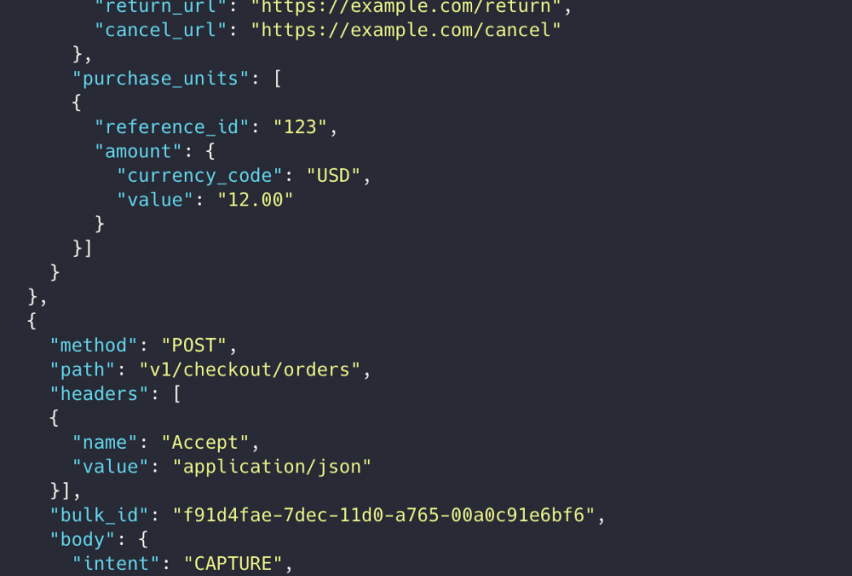 "return_url": "https://example.com/return",
"cancel_url": "https://example.com/cancel"
},
"purchase_units": [
{
"reference_id": "123",
"amount": {
"currency_code": "USD",
"value": "12.00"
}
}]
}
},
{
"method": "POST",
"path": "v1/checkout/orders",
"headers": [
{
"name": "Accept",
"value": "application/json"
}],
"bulk_id": "f91d4fae-7dec-11d0-a765-00a0c91e6bf6",
"body": {
"intent": "CAPTURE",